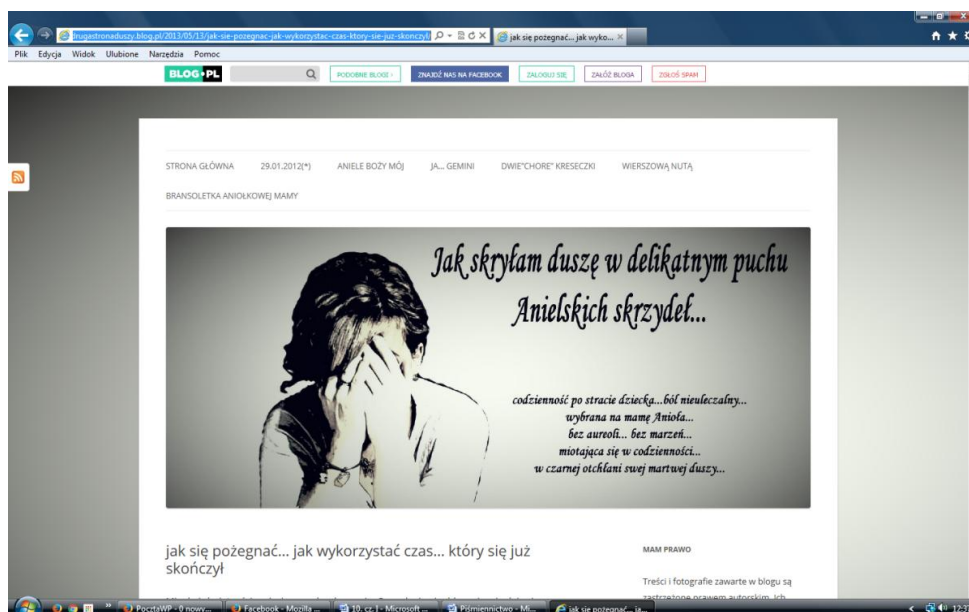 drugastronaduszy.blog.pl/2013/05/13/jak-sie-pozegnac-jak-wykorzystac-czas-ktory-sie-juz-skonczyl/
jak się pożegnać... jak wyko...
Plik Edycja Widok Ulubione Narzędzia Pomoc
BLOG PL
PODOBNE BLOGI ›
ZNAJDŹ NAS NA FACEBOOK
ZALOGUJ SIĘ
ZAŁÓŻ BLOGA
ZGŁOŚ SPAM
STRONA GŁÓWNA 29.01.2012(*) ANIELE BOŻY MÓJ JA... GEMINI DWIE"CHORE" KRESECZKI WIERSZOWĄ NUTĄ
BRANSOLETKA ANIOŁKOWEJ MAMY
Jak skryłam duszę w delikatnym puchu
Anielskich skrzydeł...
codzienność po stracie dziecka...ból nieuleczalny...
wybrana na mamę Anioła...
bez aureoli... bez marzeń...
miotająca się w codzienności...
w czarnej otchłani swej martwej duszy...
jak się pożegnać... jak wykorzystać czas... który się już
skończył
MAM PRAWO
Treści i fotografie zawarte w blogu są
zastrzeżone prawem autorskim. Ich
PocztaWP - 0 nowy... Facebook - Mozilla ... 10. cz. I - Microsoft ... Piśmiennictwo - Mi... jak się pożegnać... ja...